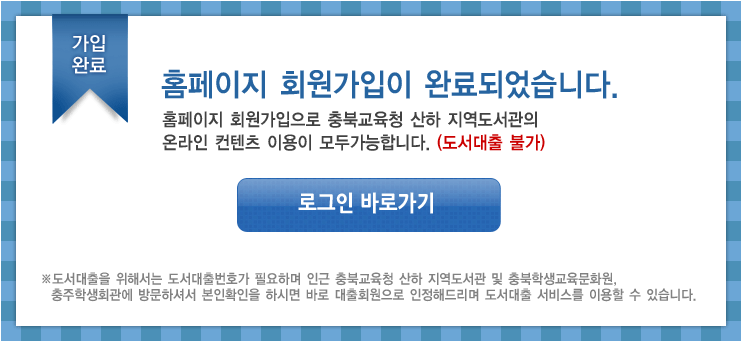 가입
완료
홈페이지 회원가입이 완료되었습니다.
홈페이지 회원가입으로 충북교육청 산하 지역도서관의
온라인 컨텐츠 이용이 모두가능합니다. (도서대출 불가)
로그인 바로가기
※도서대출을 위해서는 도서대출번호가 필요하며 인근 충북교육청 산하 지역도서관 및 충북학생교육문화원,
충주학생회관에 방문하셔서 본인확인을 하시면 바로 대출회원으로 인정해드리며 도서대출 서비스를 이용할 수 있습니다.